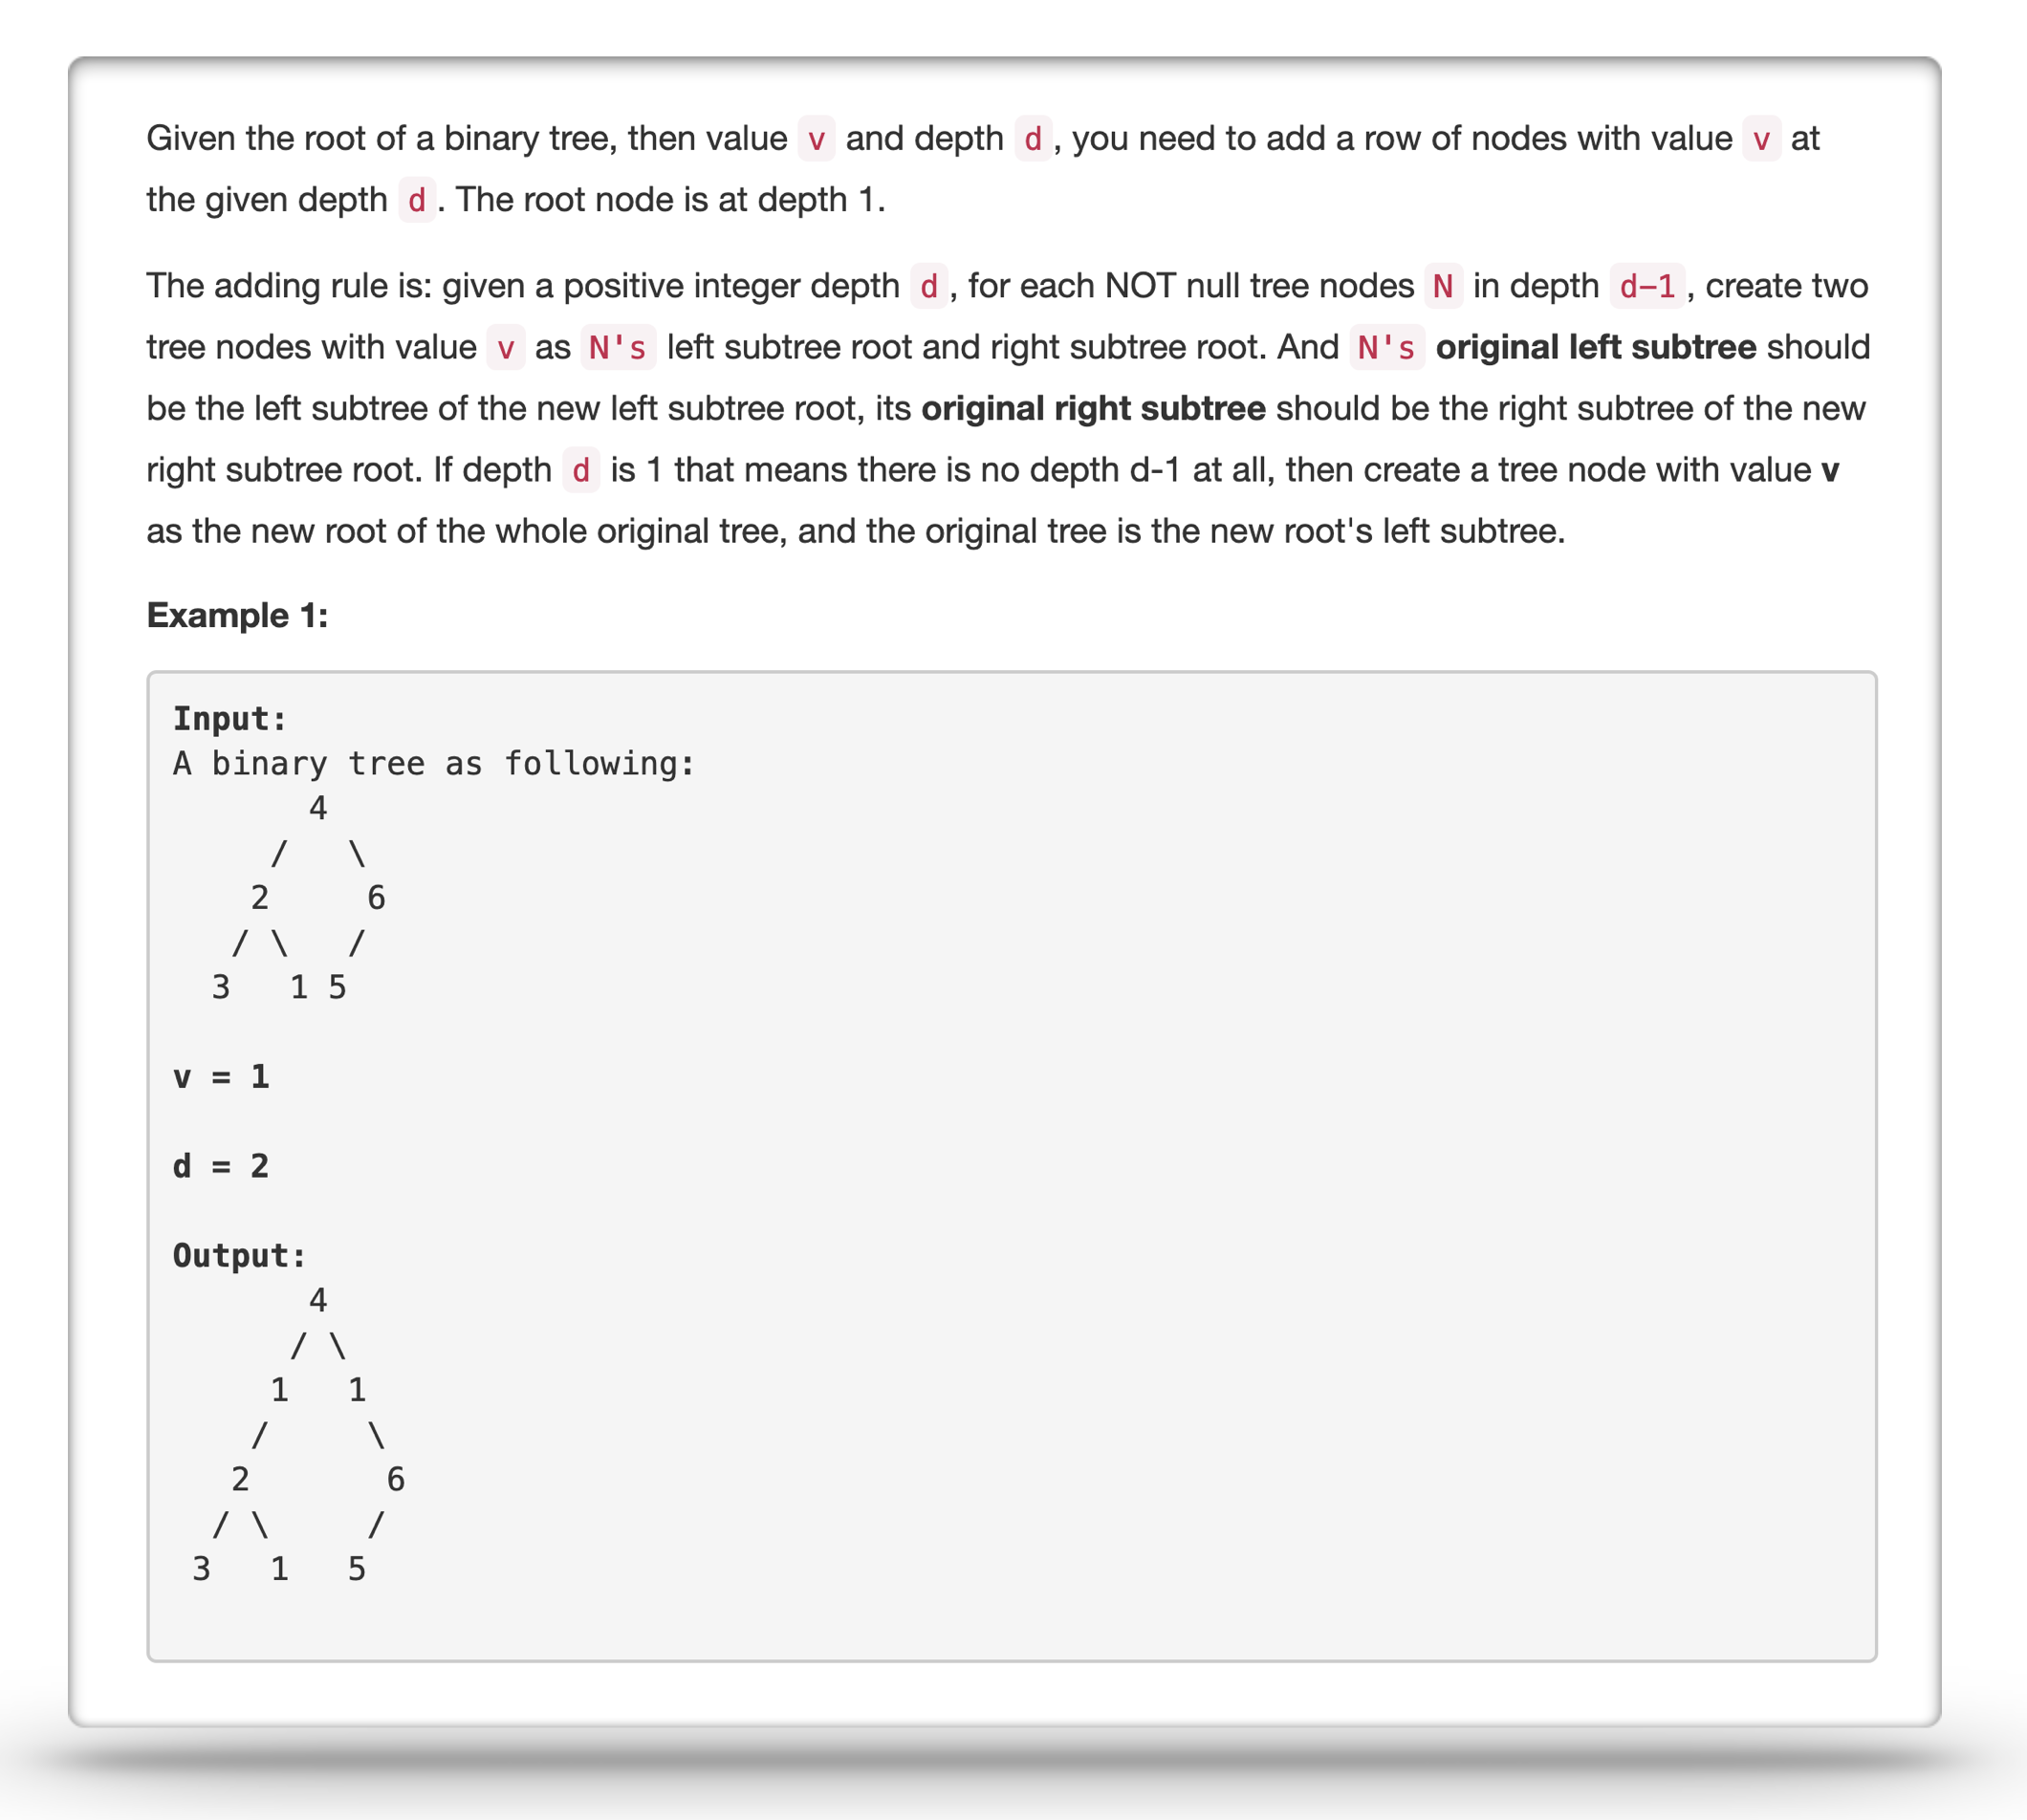 Given the root of a binary tree, then value v and depth d, you need to add a row of nodes with value v at
the given depth d. The root node is at depth 1.
The adding rule is: given a positive integer depth d, for each NOT null tree nodes N in depth d-1, create two
tree nodes with value v as N's left subtree root and right subtree root. And N's original left subtree should
be the left subtree of the new left subtree root, its original right subtree should be the right subtree of the new
right subtree root. If depth d is 1 that means there is no depth d-1 at all, then create a tree node with value v
as the new root of the whole original tree, and the original tree is the new root's left subtree.
Example 1:
Input:
A binary tree as following:
       4
     /   \
    2     6
   / \   /
  3   1 5
v = 1
d = 2
Output:
       4
      / \
     1   1
    /     \
   2       6
  / \     /
 3   1   5